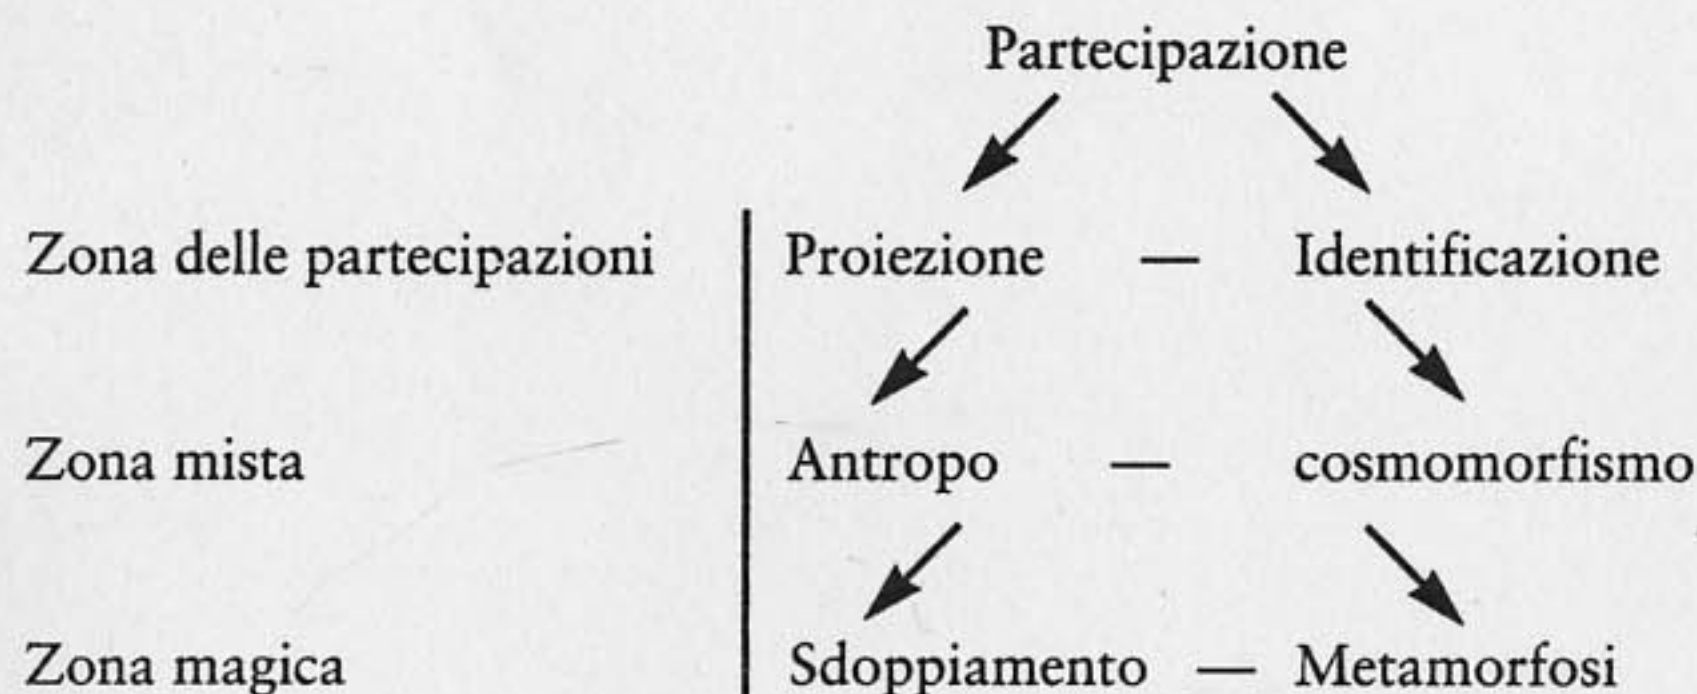 Partecipazione
Zona delle partecipazioni Proiezione — Identificazione
Zona mista Antropo — cosmomorfismo
Zona magica Sdoppiamento — Metamorfosi